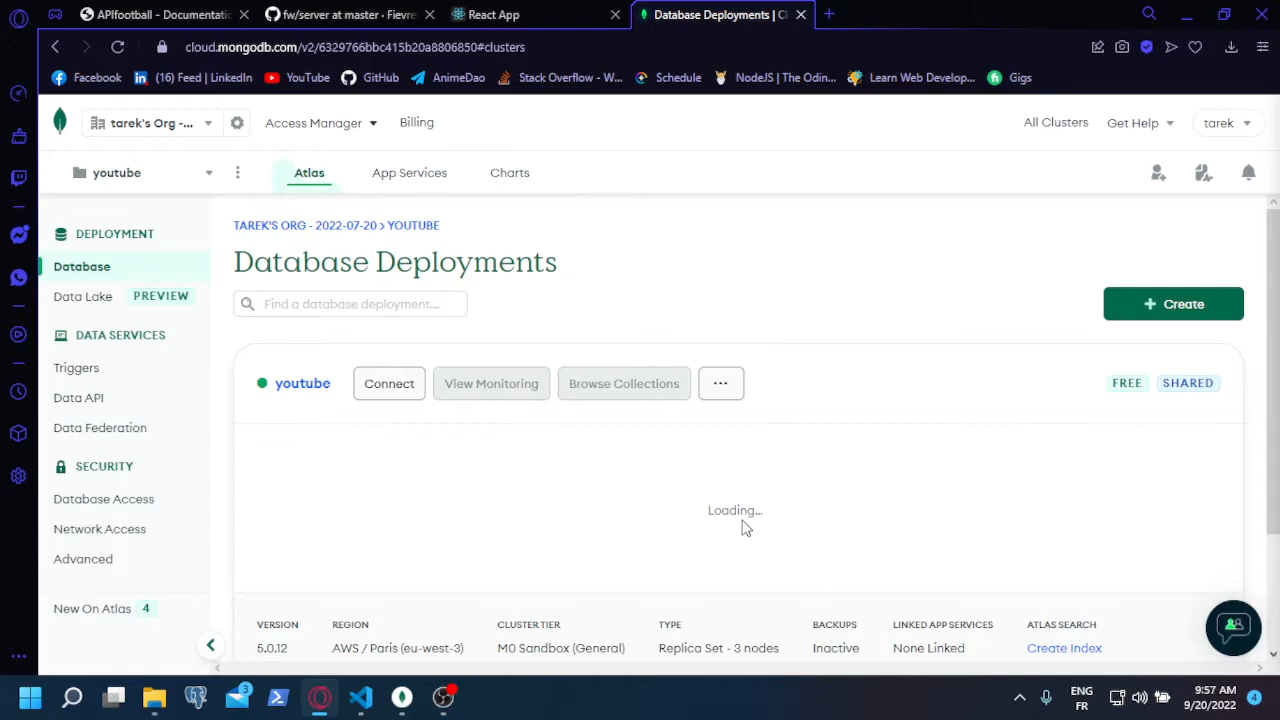 APIfootball - Documentatic
fw/server at master · Fievre
React App
Database Deployments | Cl
cloud.mongodb.com/v2/6329766bbc415b20a8806850#clusters
Facebook
(16) Feed | LinkedIn
YouTube
GitHub
AnimeDao
Stack Overflow - W...
Schedule
NodeJS | The Odin...
Learn Web Develop...
Gigs
tarek's Org -...
Access Manager
Billing
All Clusters
Get Help
tarek
youtube
Atlas
App Services
Charts
DEPLOYMENT
Database
Data Lake PREVIEW
DATA SERVICES
Triggers
Data API
Data Federation
SECURITY
Database Access
Network Access
Advanced
New On Atlas 4
TAREK'S ORG - 2022-07-20 > YOUTUBE
Database Deployments
Find a database deployment...
+ Create
youtube
Connect
View Monitoring
Browse Collections
...
FREE
SHARED
Loading...
VERSION
5.0.12
REGION
AWS / Paris (eu-west-3)
CLUSTER TIER
M0 Sandbox (General)
TYPE
Replica Set - 3 nodes
BACKUPS
Inactive
LINKED APP SERVICES
None Linked
ATLAS SEARCH
Create Index
3
ENG
FR
9:57 AM
9/20/2022
4